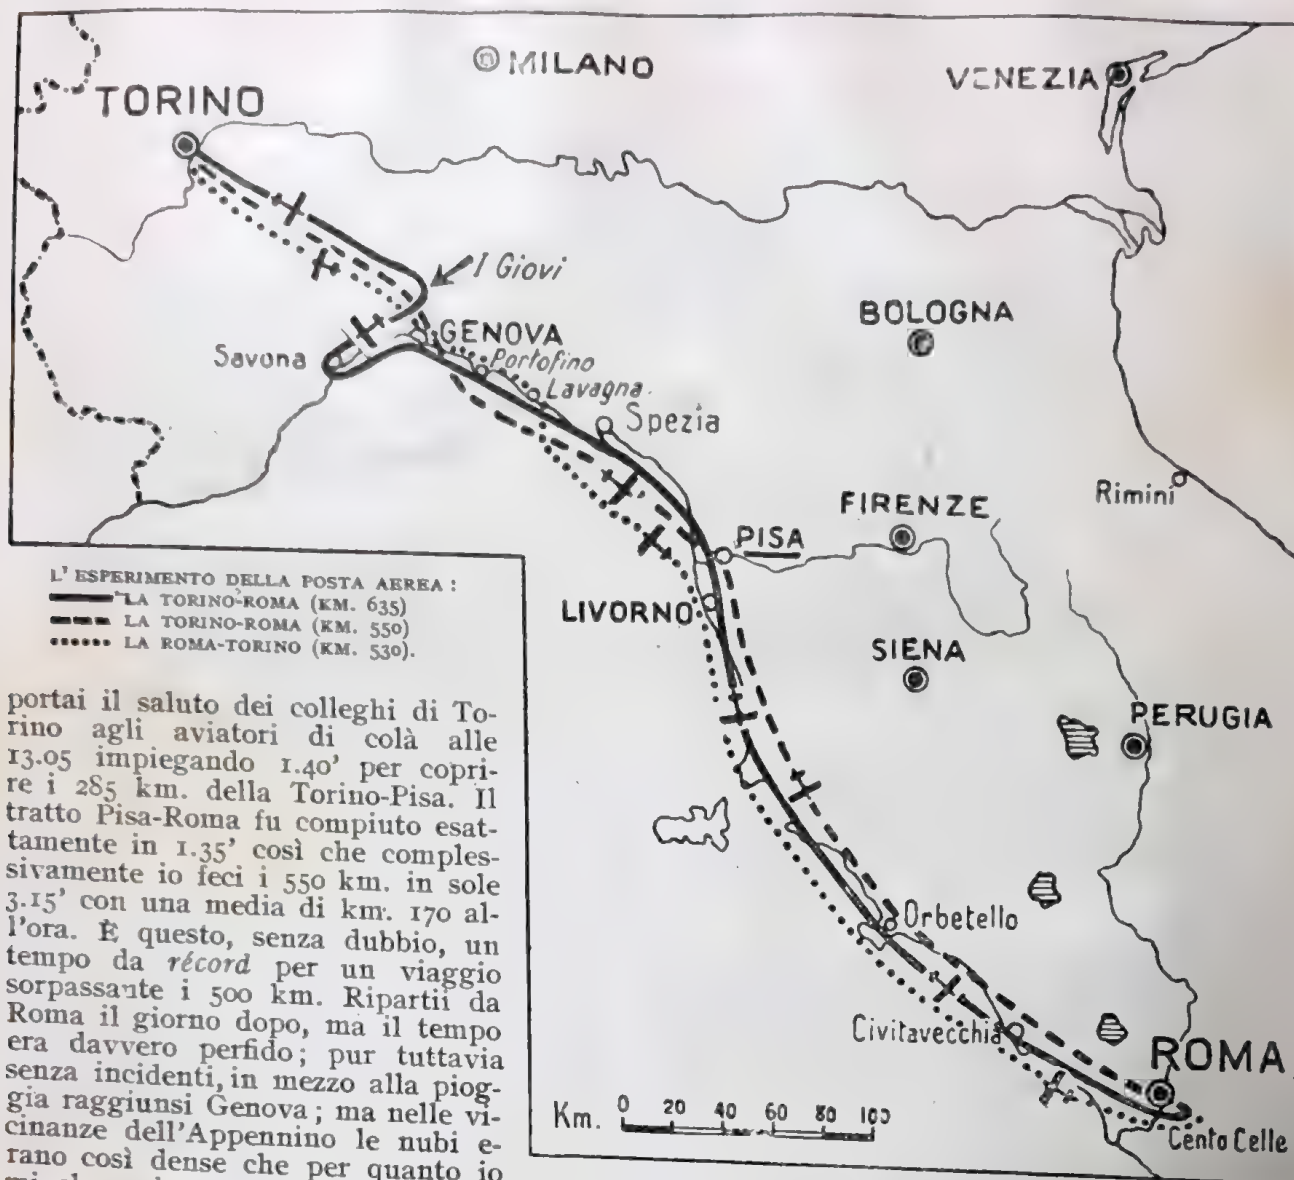 MILANO
VENEZIA
TORINO
I Giovi
BOLOGNA
GENOVA
Savona
Portofino
Lavagna
Spezia
Rimini
FIRENZE
PISA
LIVORNO
SIENA
PERUGIA
Orbetello
Civitavecchia
ROMA
Cento Celle
Km. 0 20 40 60 80 100
L'ESPERIMENTO DELLA POSTA AEREA:
LA TORINO-ROMA (KM. 635)
LA TORINO-ROMA (KM. 550)
LA ROMA-TORINO (KM. 530).
portai il saluto dei colleghi di To-
rino agli aviatori di colà alle
13.05 impiegando 1.40' per copri-
re i 285 km. della Torino-Pisa. Il
tratto Pisa-Roma fu compiuto esat-
tamente in 1.35' così che comples-
sivamente io feci i 550 km. in sole
3.15' con una media di km. 170 al-
l'ora. È questo, senza dubbio, un
tempo da récord per un viaggio
sorpassante i 500 km. Ripartii da
Roma il giorno dopo, ma il tempo
era davvero perfido; pur tuttavia
senza incidenti, in mezzo alla piog-
gia raggiunsi Genova; ma nelle vi-
cinanze dell'Appennino le nubi e-
rano così dense che per quanto io